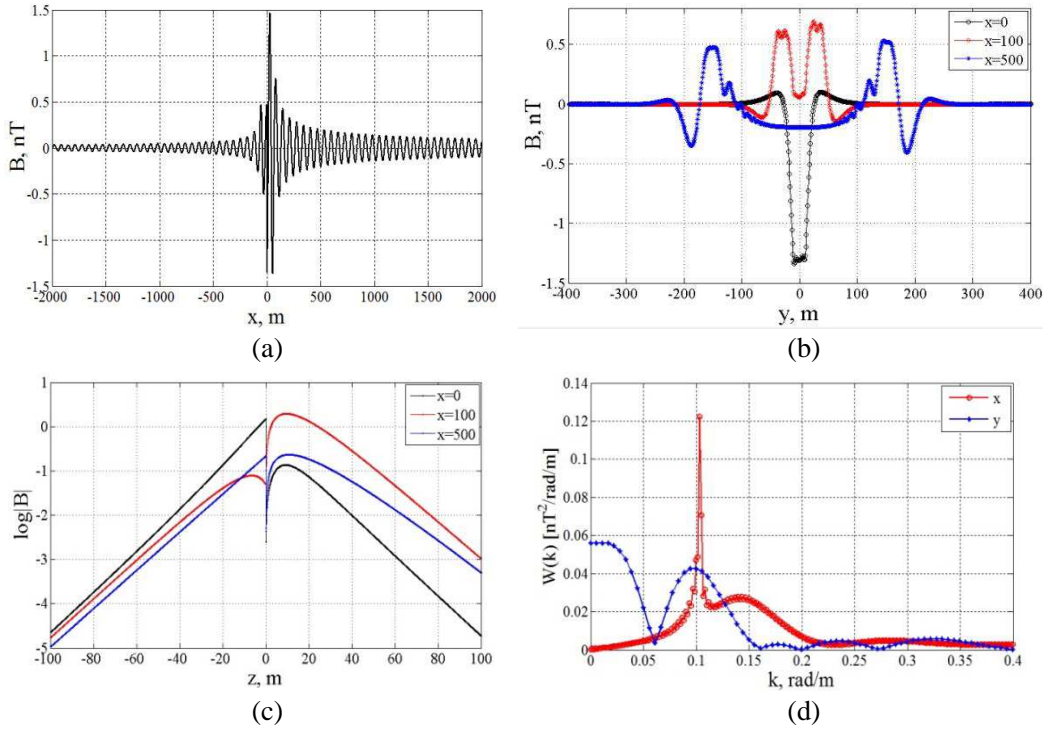 1.5
1
0.5
0
-0.5
-1
1.5
B, nT
-2000 -1500 -1000 -500 0 500 1000 1500 2000
x, m
(a)
0.5
0
-0.5
-1
-1.5
B, nT
x=0
x=100
x=500
-400 -300 -200 -100 0 100 200 300 400
y, m
(b)
1
0
-1
-2
-3
-4
-5
log|B|
x=0
x=100
x=500
-100 -80 -60 -40 -20 0 20 40 60 80 100
z, m
(c)
0.14
0.12
0.10
0.08
0.06
0.04
0.02
0
W(k) [nT²/rad/m]
x
y
0 0.05 0.1 0.15 0.2 0.25 0.3 0.35 0.4
k, rad/m
(d)